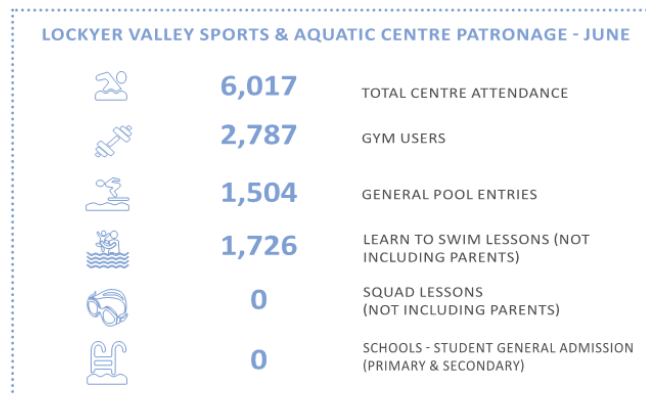 LOCKYER VALLEY SPORTS & AQUATIC CENTRE PATRONAGE - JUNE
6,017 TOTAL CENTRE ATTENDANCE
2,787 GYM USERS
1,504 GENERAL POOL ENTRIES
1,726 LEARN TO SWIM LESSONS (NOT
INCLUDING PARENTS)
0 SQUAD LESSONS
(NOT INCLUDING PARENTS)
0 SCHOOLS - STUDENT GENERAL ADMISSION
(PRIMARY & SECONDARY)